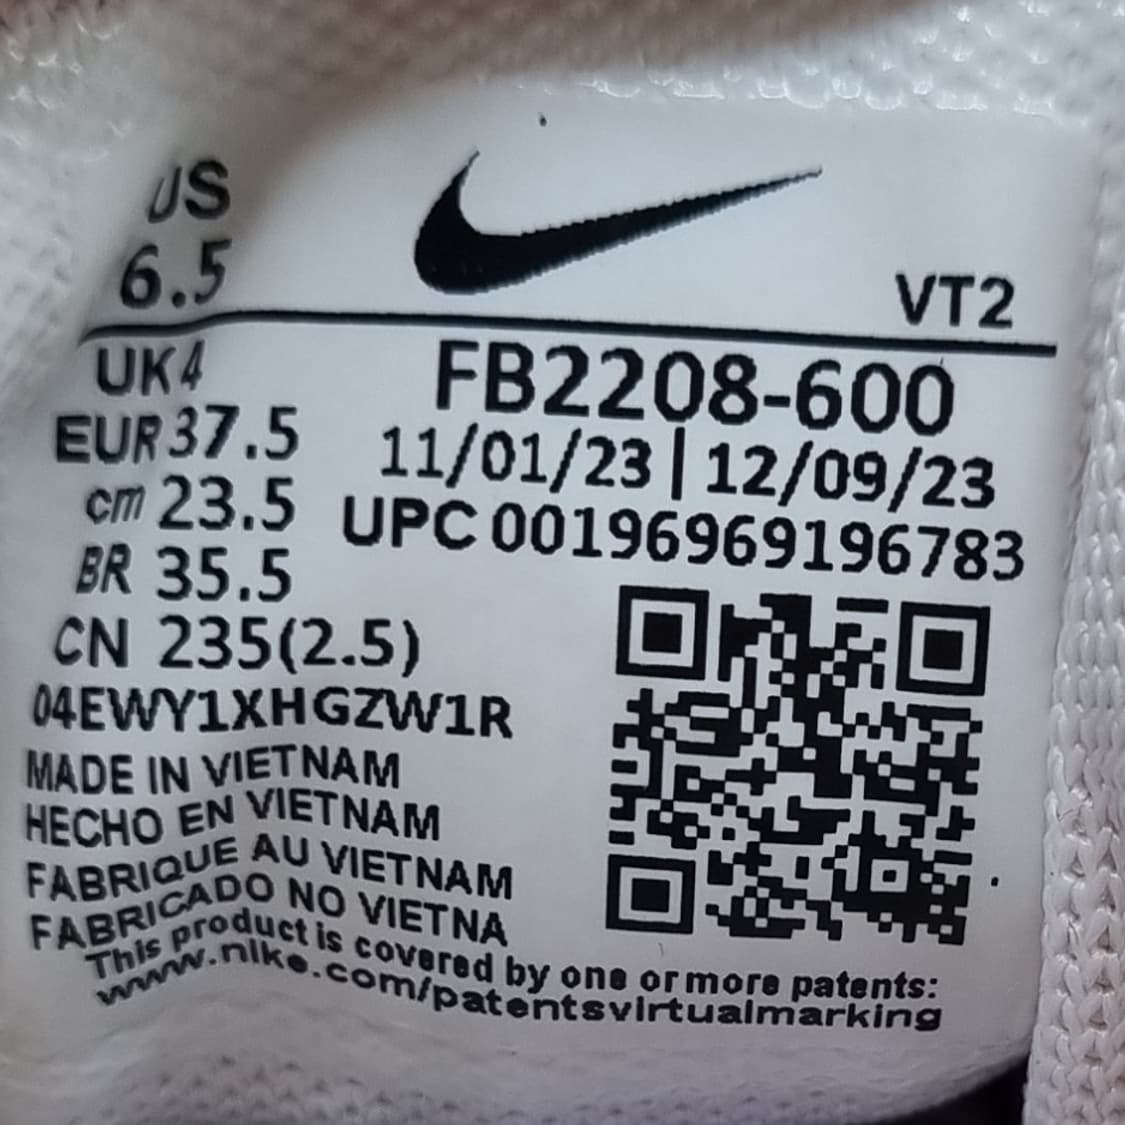 US
6.5
VT2
UK 4
FB2208-600
EUR 37.5
11/01/23 | 12/09/23
cm 23.5
UPC 00196969196783
BR 35.5
CN 235(2.5)
04EWY1XHGZW1R
MADE IN VIETNAM
HECHO EN VIETNAM
FABRIQUE AU VIETNAM
FABRICADO NO VIETNA
This product is covered by one or more patents:
www.nike.com/patentsvirtualmarking